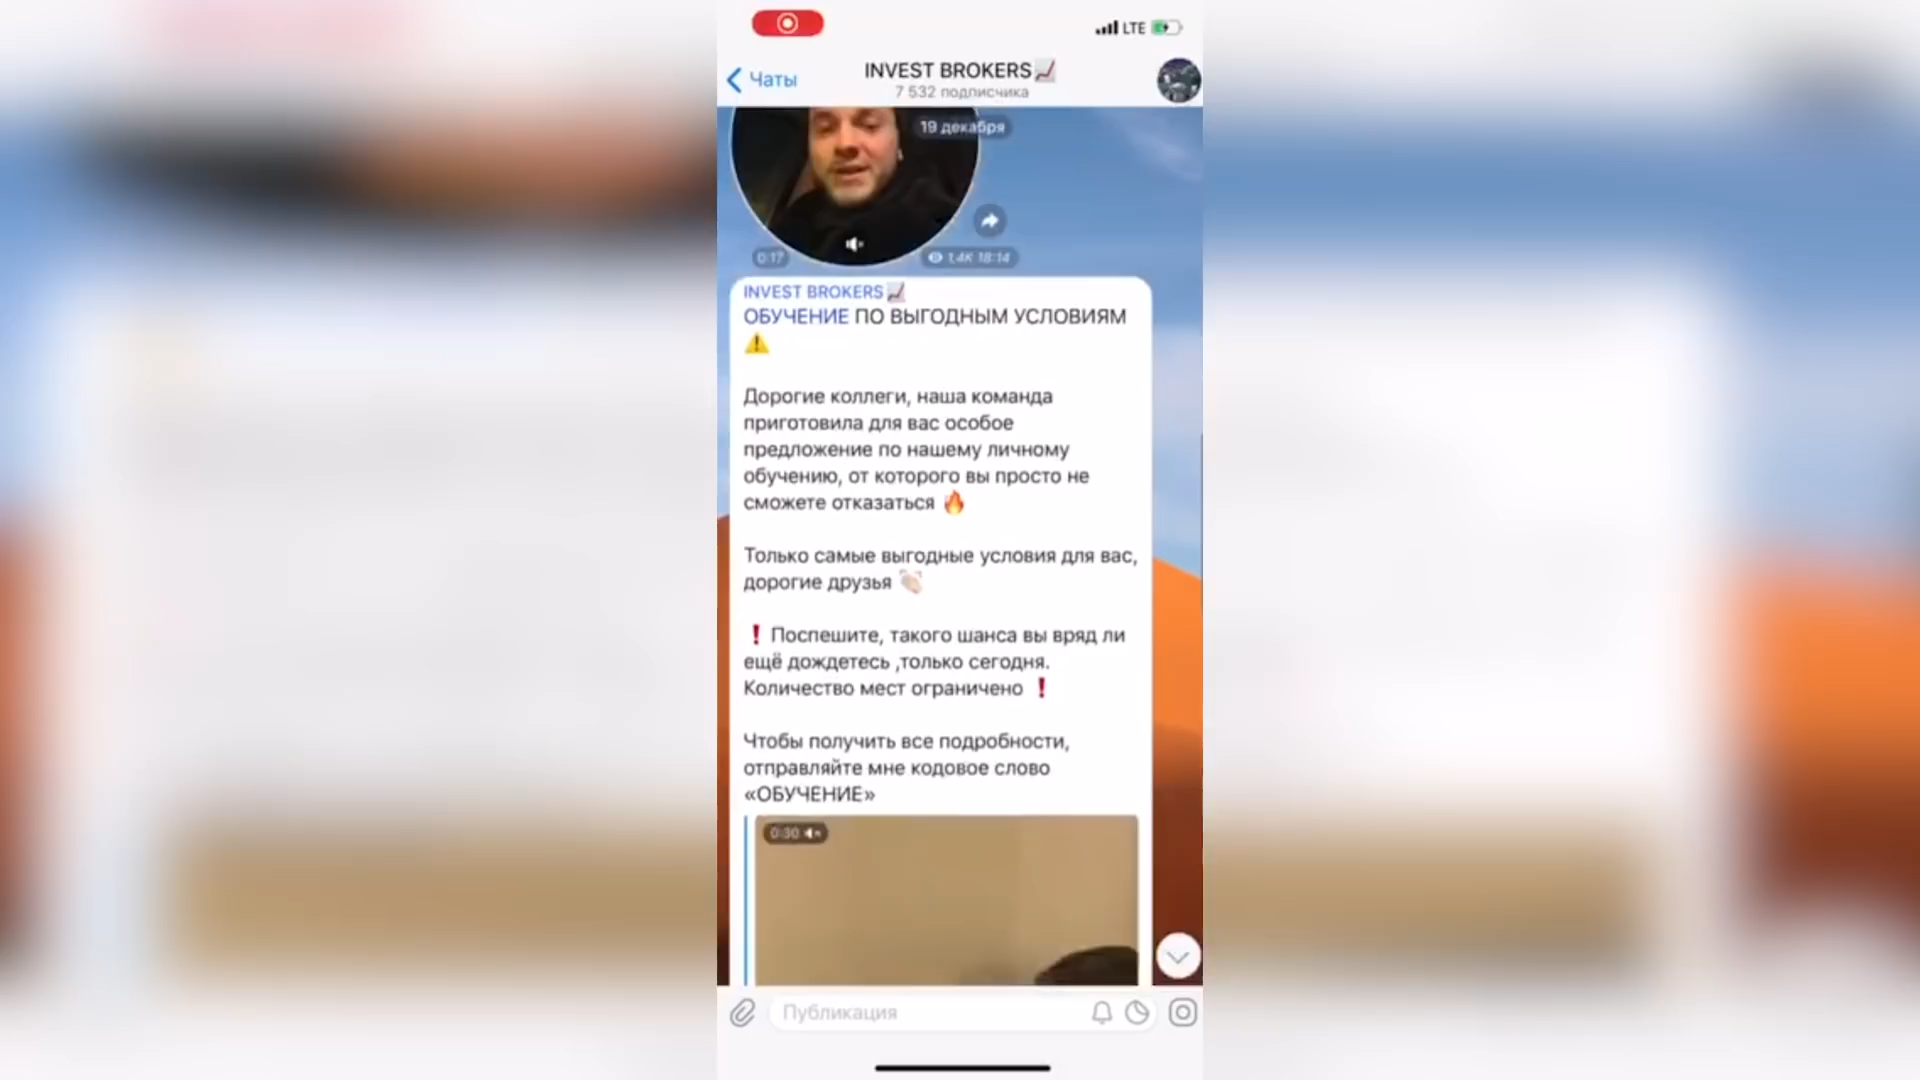 LTE
Чаты
INVEST BROKERS📈
7 532 подписчика
19 декабря
0:17
1,4K 18:14
INVEST BROKERS📈
ОБУЧЕНИЕ ПО ВЫГОДНЫМ УСЛОВИЯМ
⚠️
Дорогие коллеги, наша команда
приготовила для вас особое
предложение по нашему личному
обучению, от которого вы просто не
сможете отказаться 🔥
Только самые выгодные условия для вас,
дорогие друзья 👏🏻
❗️Поспешите, такого шанса вы вряд ли
ещё дождетесь ,только сегодня.
Количество мест ограничено ❗️
Чтобы получить все подробности,
отправляйте мне кодовое слово
«ОБУЧЕНИЕ»
0:30
Публикация